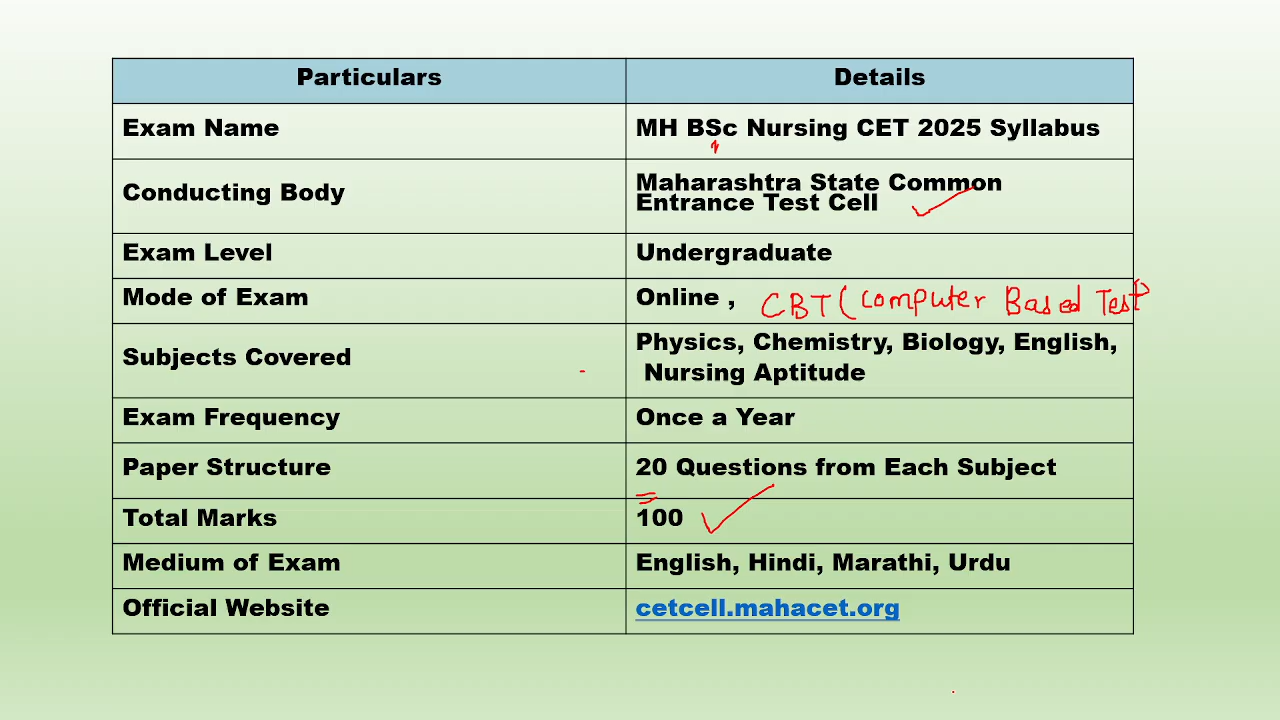 Particulars Details
Exam Name MH BSc Nursing CET 2025 Syllabus
Conducting Body Maharashtra State Common
Entrance Test Cell
Exam Level Undergraduate
Mode of Exam Online , CBT (Computer Based Test)
Subjects Covered Physics, Chemistry, Biology, English,
Nursing Aptitude
Exam Frequency Once a Year
Paper Structure 20 Questions from Each Subject
Total Marks 100
Medium of Exam English, Hindi, Marathi, Urdu
Official Website cetcell.mahacet.org